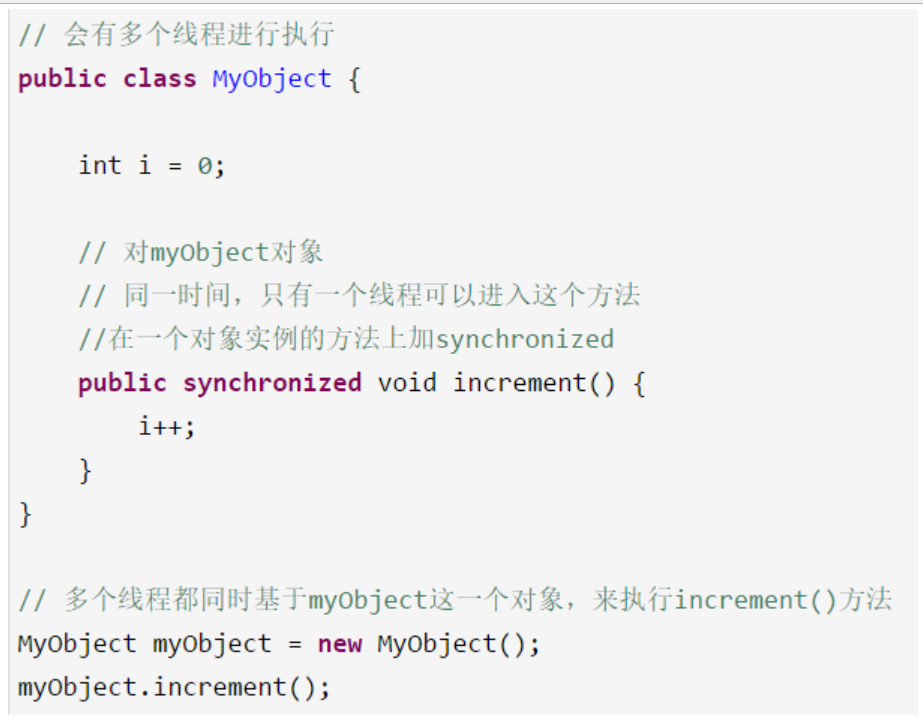 // 会有多个线程进行执行
public class MyObject {
int i = 0;
// 对myObject对象
// 同一时间，只有一个线程可以进入这个方法
//在一个对象实例的方法上加synchronized
public synchronized void increment() {
i++;
}
}
// 多个线程都同时基于myObject这一个对象，来执行increment()方法
MyObject myObject = new MyObject();
myObject.increment();